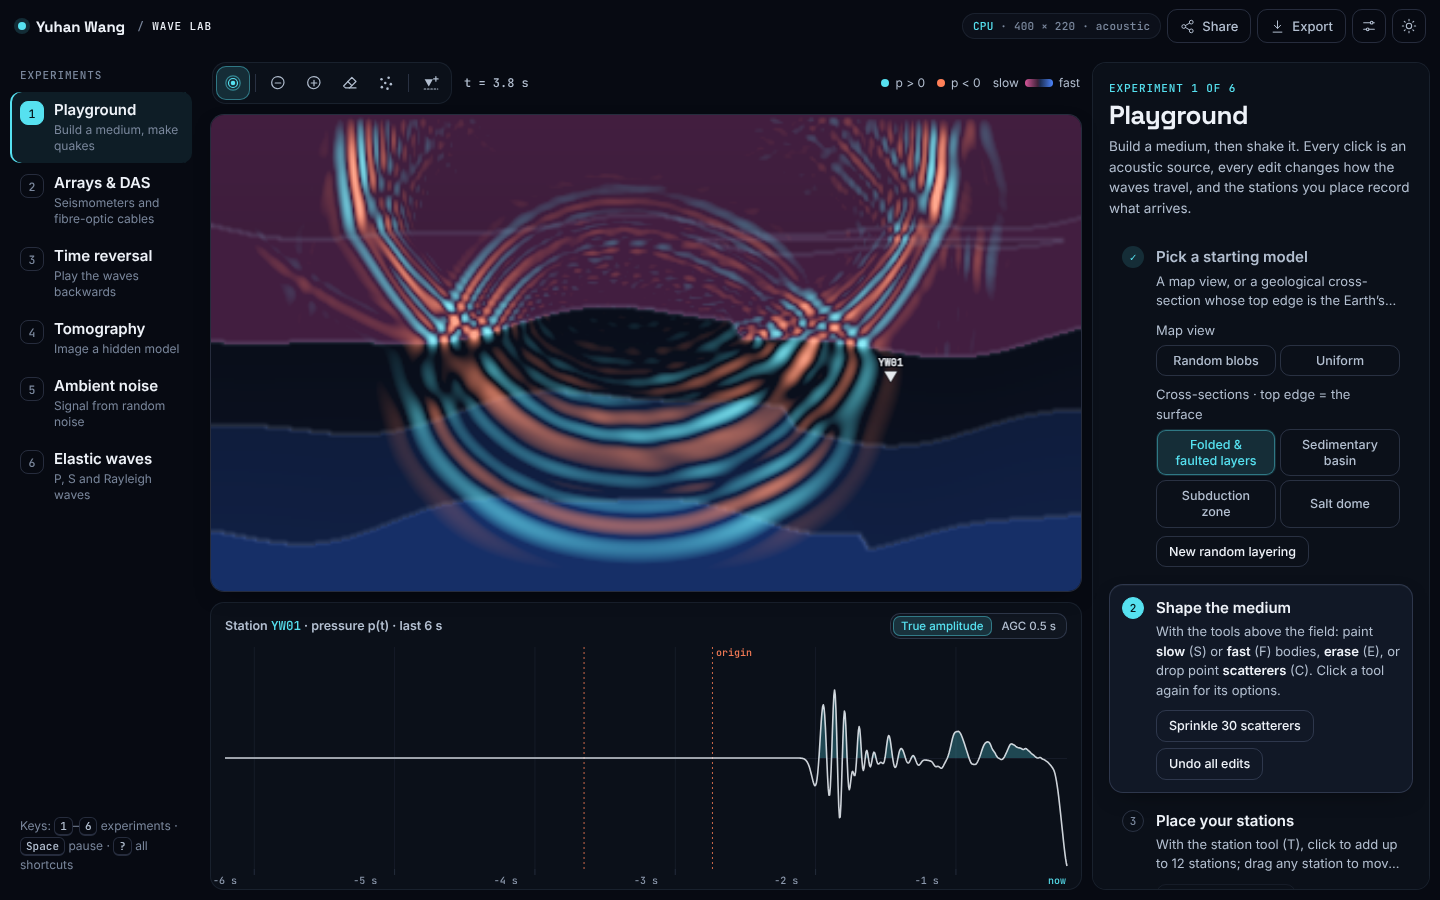 Yuhan Wang / WAVE LAB
CPU · 400 × 220 · acoustic
Share
Export
EXPERIMENTS
1
Playground
Build a medium, make
quakes
2
Arrays & DAS
Seismometers and
fibre-optic cables
3
Time reversal
Play the waves
backwards
4
Tomography
Image a hidden model
5
Ambient noise
Signal from random
noise
6
Elastic waves
P, S and Rayleigh
waves
Keys: 1–6 experiments ·
Space pause · ? all
shortcuts
t = 3.8 s
p > 0
p < 0
slow
fast
YW01
Station YW01 · pressure p(t) · last 6 s
True amplitude
AGC 0.5 s
origin
-6 s
-5 s
-4 s
-3 s
-2 s
-1 s
now
EXPERIMENT 1 OF 6
Playground
Build a medium, then shake it. Every click is an
acoustic source, every edit changes how the
waves travel, and the stations you place record
what arrives.
✓
Pick a starting model
A map view, or a geological cross-
section whose top edge is the Earth's…
Map view
Random blobs
Uniform
Cross-sections · top edge = the
surface
Folded &
faulted layers
Sedimentary
basin
Subduction
zone
Salt dome
New random layering
2
Shape the medium
With the tools above the field: paint
slow (S) or fast (F) bodies, erase (E), or
drop point scatterers (C). Click a tool
again for its options.
Sprinkle 30 scatterers
Undo all edits
3
Place your stations
With the station tool (T), click to add up
to 12 stations; drag any station to mov…